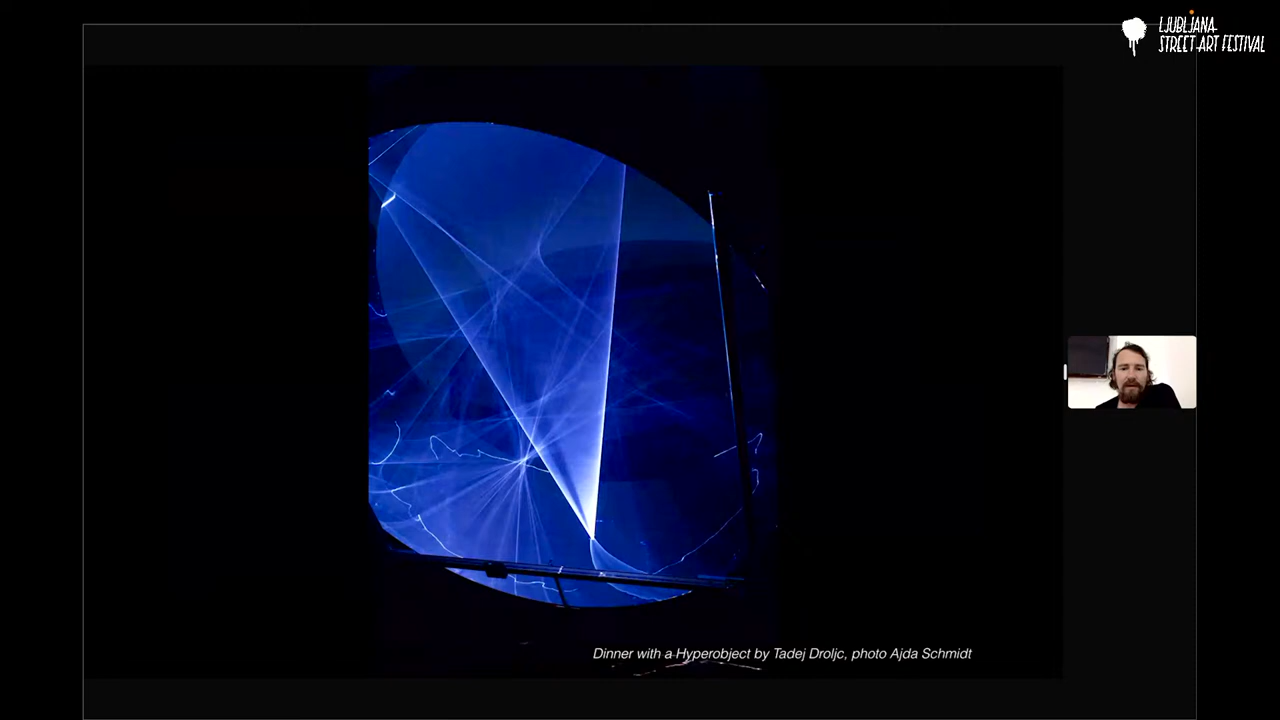 LJUBLJANA
STREET ART FESTIVAL
Dinner with a Hyperobject by Tadej Droljc, photo Ajda Schmidt